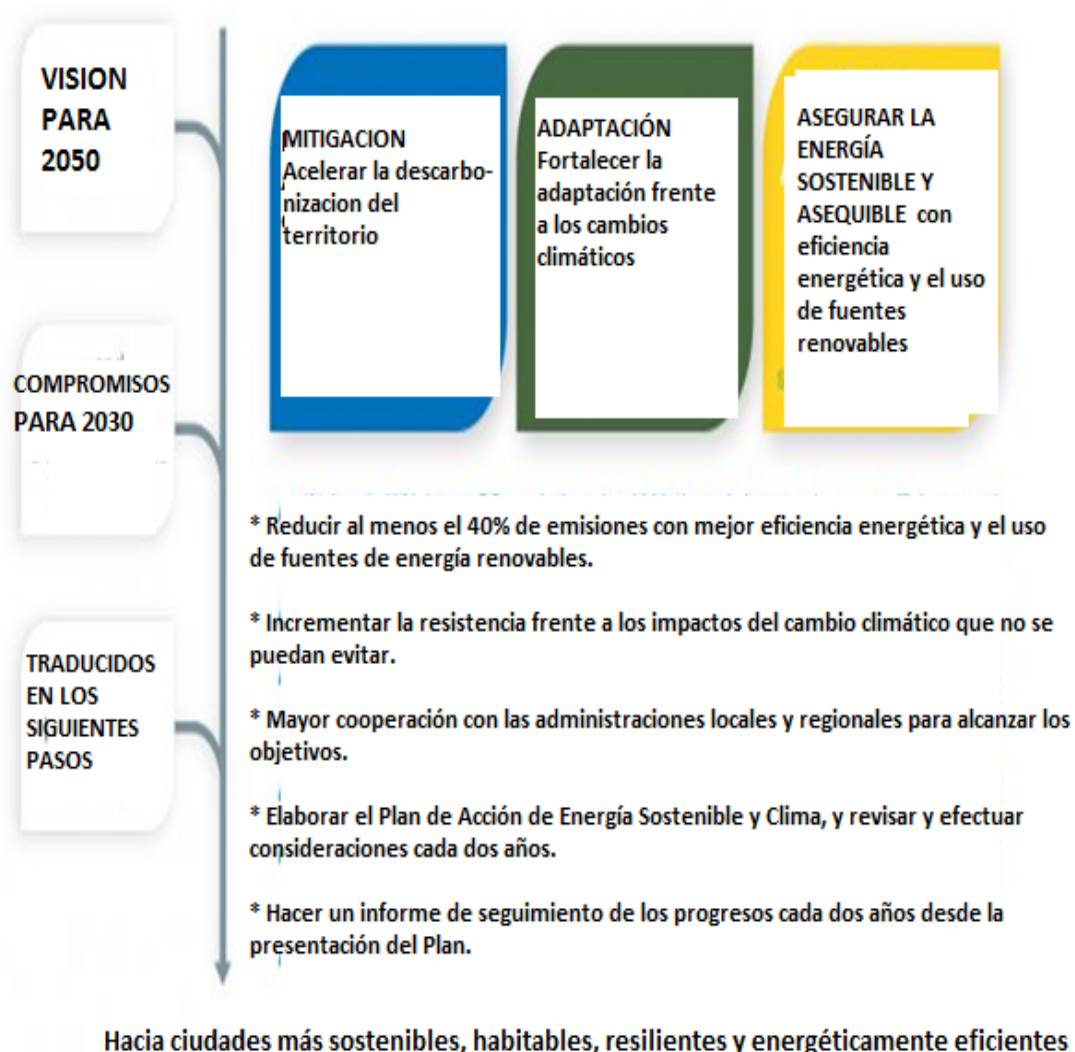 VISION
PARA
2050
MITIGACION
Acelerar la descarbo-
nizacion del
territorio
ADAPTACIÓN
Fortalecer la
adaptación frente
a los cambios
climáticos
ASEGURAR LA
ENERGÍA
SOSTENIBLE Y
ASEQUIBLE con
eficiencia
energética y el uso
de fuentes
renovables
COMPROMISOS
PARA 2030
* Reducir al menos el 40% de emisiones con mejor eficiencia energética y el uso
de fuentes de energía renovables.
* Incrementar la resistencia frente a los impactos del cambio climático que no se
puedan evitar.
TRADUCIDOS
EN LOS
SIGUIENTES
PASOS
* Mayor cooperación con las administraciones locales y regionales para alcanzar los
objetivos.
* Elaborar el Plan de Acción de Energía Sostenible y Clima, y revisar y efectuar
consideraciones cada dos años.
* Hacer un informe de seguimiento de los progresos cada dos años desde la
presentación del Plan.
Hacia ciudades más sostenibles, habitables, resilientes y energéticamente eficientes